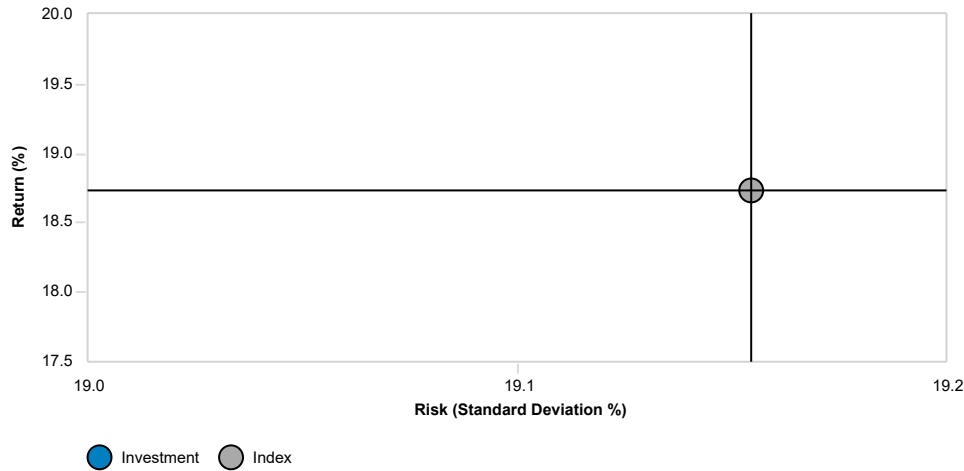 20.0
19.5
19.0
18.5
18.0
17.5
Return (%)
19.0 19.1 19.2
Risk (Standard Deviation %)
Investment Index